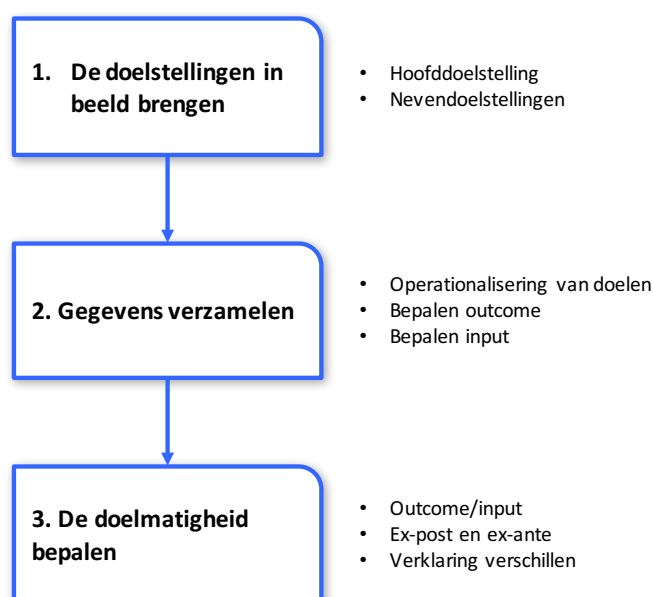 1. De doelstellingen in
beeld brengen
• Hoofddoelstelling
• Nevendoelstellingen
2. Gegevens verzamelen
• Operationalisering van doelen
• Bepalen outcome
• Bepalen input
3. De doelmatigheid
bepalen
• Outcome/input
• Ex-post en ex-ante
• Verklaring verschillen